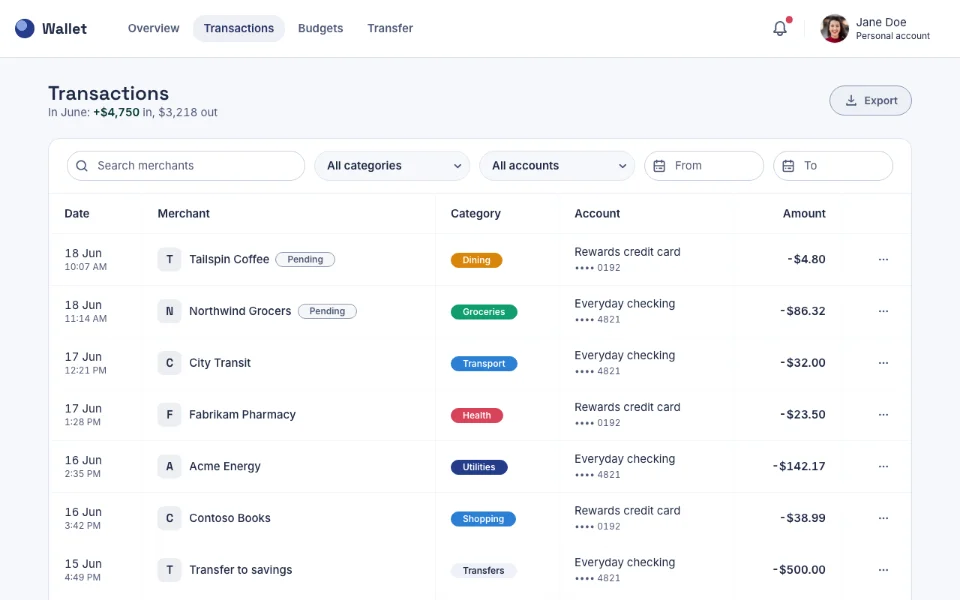 Wallet
Overview
Transactions
Budgets
Transfer
Jane Doe
Personal account
Transactions
In June: +$4,750 in, $3,218 out
Export
Search merchants
All categories
All accounts
From
To
Date
Merchant
Category
Account
Amount
18 Jun
10:07 AM
T
Tailspin Coffee
Pending
Dining
Rewards credit card
•••• 0192
-$4.80
18 Jun
11:14 AM
N
Northwind Grocers
Pending
Groceries
Everyday checking
•••• 4821
-$86.32
17 Jun
12:21 PM
C
City Transit
Transport
Everyday checking
•••• 4821
-$32.00
17 Jun
1:28 PM
F
Fabrikam Pharmacy
Health
Rewards credit card
•••• 0192
-$23.50
16 Jun
2:35 PM
A
Acme Energy
Utilities
Everyday checking
•••• 4821
-$142.17
16 Jun
3:42 PM
C
Contoso Books
Shopping
Rewards credit card
•••• 0192
-$38.99
15 Jun
4:49 PM
T
Transfer to savings
Transfers
Everyday checking
•••• 4821
-$500.00